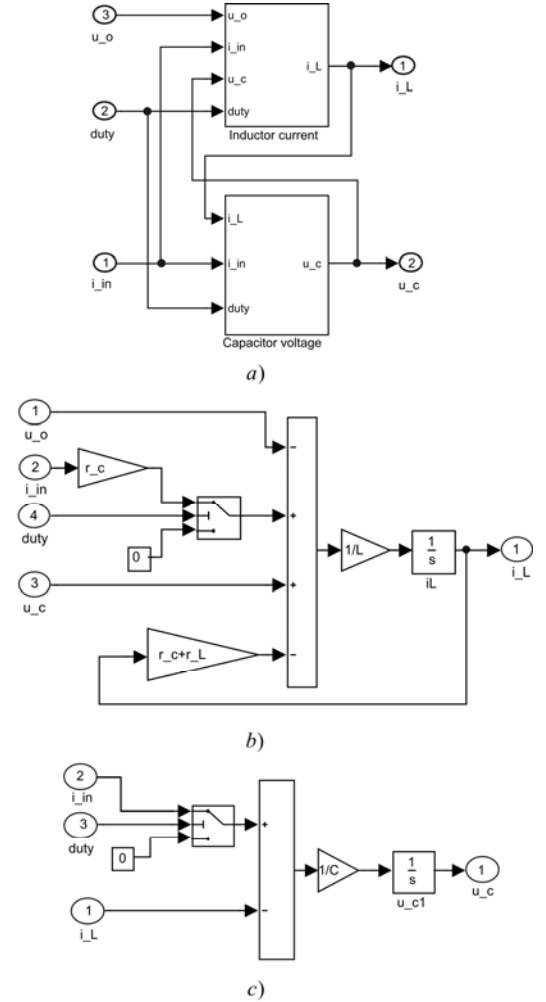 3
u_o
u_o
i_in
i_L
1
i_L
u_c
2
duty
duty
Inductor current
i_L
1
i_in
i_in
u_c
2
u_c
duty
Capacitor voltage
a)
1
u_o
−
2
i_in
r_c
4
duty
+
0
1/L
1
s
iL
1
i_L
3
u_c
+
r_c+r_L
−
b)
2
i_in
3
duty
+
0
1/C
1
s
u_c1
1
u_c
1
i_L
−
c)